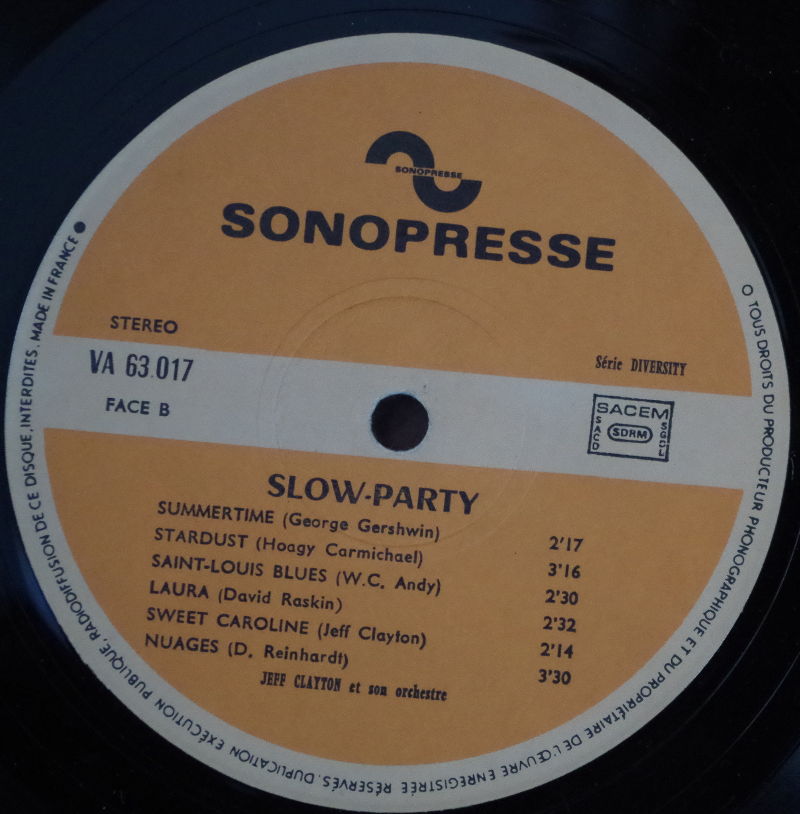 SONOPRESSE
SONOPRESSE
STEREO
VA 63.017
FACE B
Série DIVERSITY
SACEM
SACD
SDRM
SGDL
SLOW-PARTY
SUMMERTIME (George Gershwin) 2'17
STARDUST (Hoagy Carmichael) 3'16
SAINT-LOUIS BLUES (W.C. Andy) 2'30
LAURA (David Raskin) 2'32
SWEET CAROLINE (Jeff Clayton) 2'14
NUAGES (D. Reinhardt) 3'30
JEFF CLAYTON et son orchestre
O TOUS DROITS DU PRODUCTEUR PHONOGRAPHIQUE ET DU PROPRIÉTAIRE DE L'ŒUVRE ENREGISTRÉE RÉSERVÉS. DUPLICATION EXÉCUTION PUBLIQUE, RADIODIFFUSION DE CE DISQUE, INTERDITES. MADE IN FRANCE ●